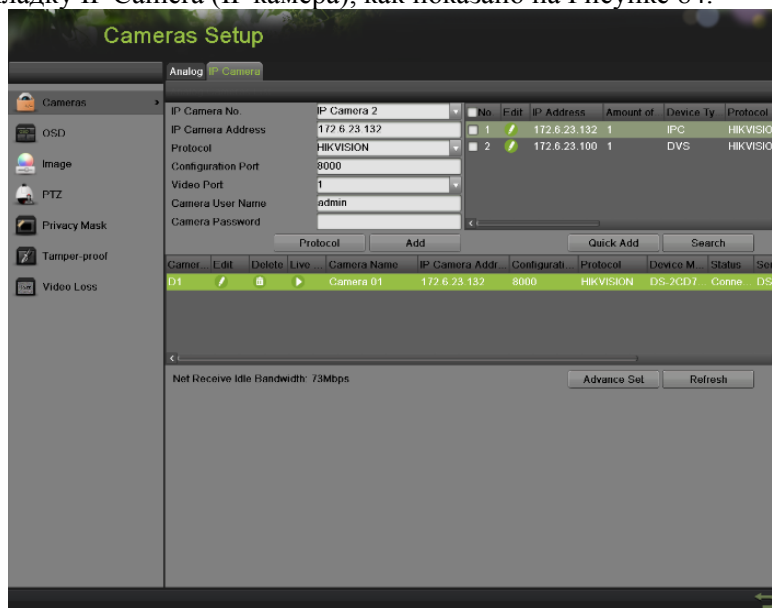 ладку IP Camera (IP камера), как показано на Рисунке 64.
Cameras Setup
Analog IP Camera
Cameras
OSD
Image
PTZ
Privacy Mask
Tamper-proof
Video Loss
IP Camera No. IP Camera 2
IP Camera Address 172.6.23.132
Protocol HIKVISION
Configuration Port 8000
Video Port 1
Camera User Name admin
Camera Password
Protocol Add
No. Edit IP Address Amount of Device Ty Protocol
1 172.6.23.132 1 IPC HIKVISIO
2 172.6.23.100 1 DVS HIKVISIO
Quick Add Search
Camer... Edit Delete Live ... Camera Name IP Camera Addr... Configurati... Protocol Device M... Status Ser
D1 Camera 01 172.6.23.132 8000 HIKVISION DS-2CD7... Conne... DS
Net Receive Idle Bandwidth: 73Mbps
Advance Set Refresh